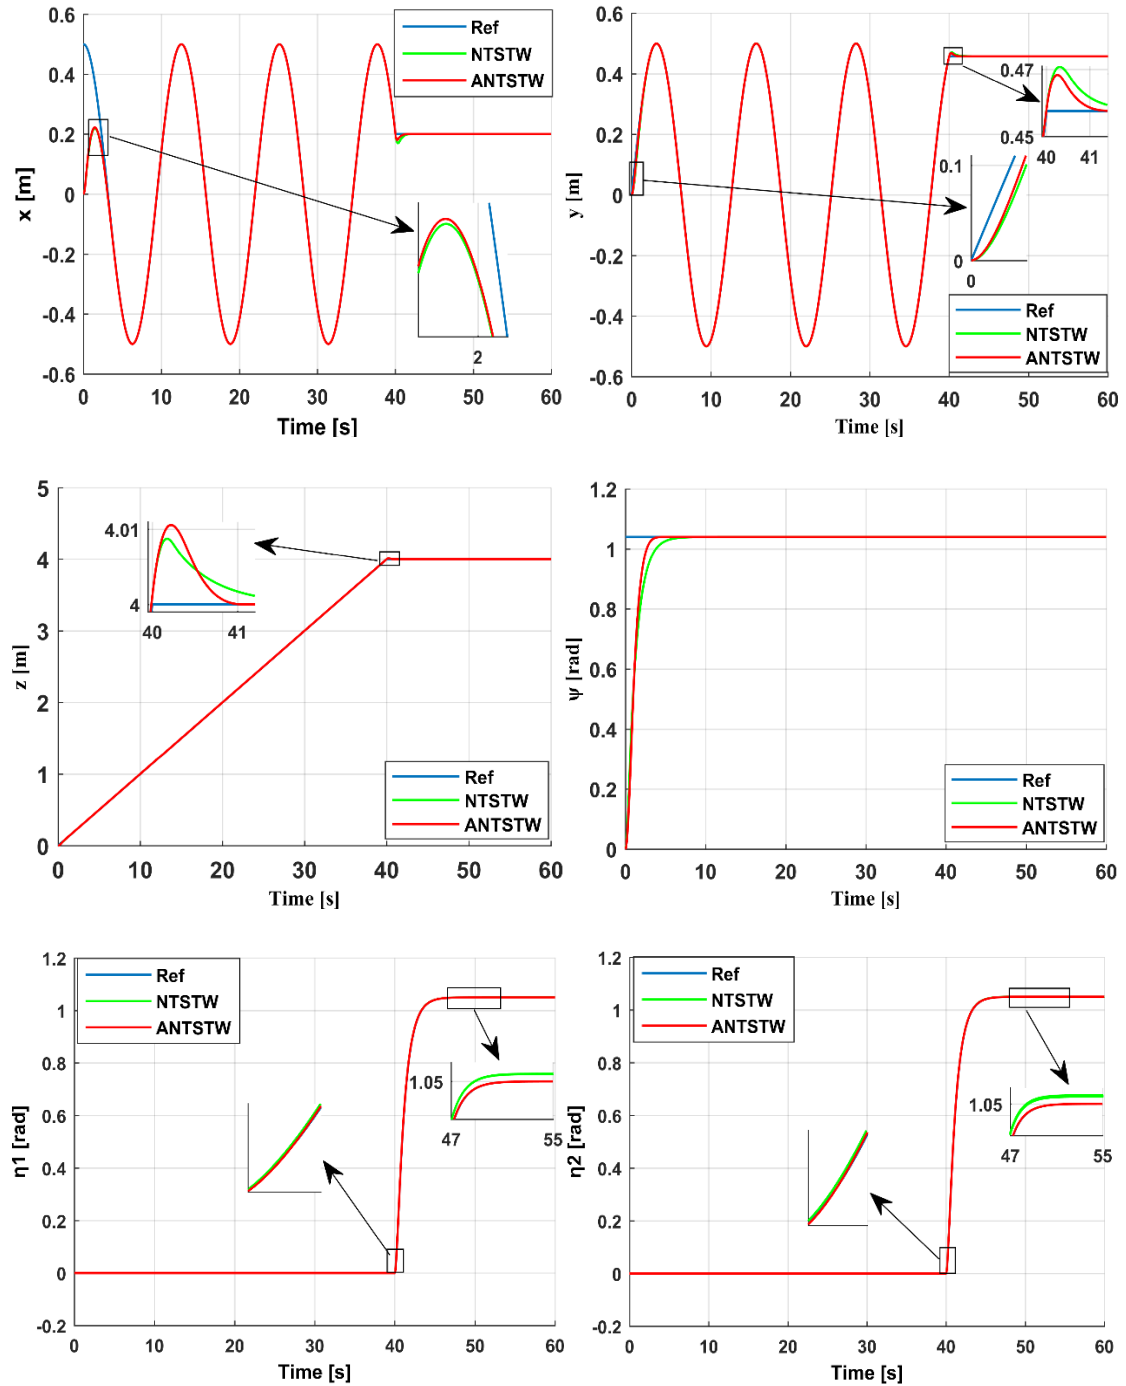 0.6
0.4
0.2
0
-0.2
-0.4
-0.6
x [m]
Ref
NTSTW
ANTSTW
2
0 10 20 30 40 50 60
Time [s]
0.6
0.4
0.2
0
-0.2
-0.4
-0.6
y [m]
0.47
0.45
40 41
0.1
0
0
Ref
NTSTW
ANTSTW
0 10 20 30 40 50 60
Time [s]
5
4
3
2
1
0
z [m]
4.01
4
40 41
Ref
NTSTW
ANTSTW
0 10 20 30 40 50 60
Time [s]
1.2
1
0.8
0.6
0.4
0.2
0
ψ [rad]
Ref
NTSTW
ANTSTW
0 10 20 30 40 50 60
Time [s]
1.2
1
0.8
0.6
0.4
0.2
0
-0.2
η1 [rad]
Ref
NTSTW
ANTSTW
1.05
47 55
0 10 20 30 40 50 60
Time [s]
1.2
1
0.8
0.6
0.4
0.2
0
-0.2
η2 [rad]
Ref
NTSTW
ANTSTW
1.05
47 55
0 10 20 30 40 50 60
Time [s]